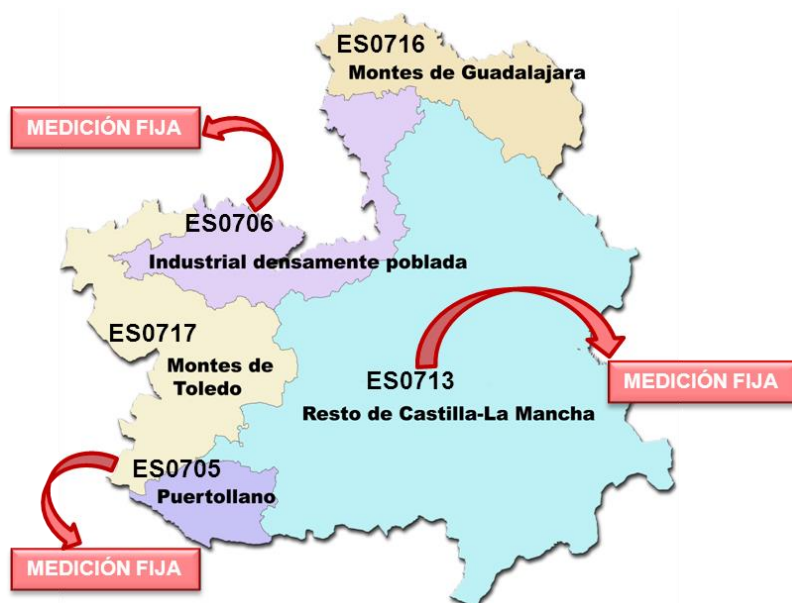 ES0716
Montes de Guadalajara
MEDICIÓN FIJA
ES0706
Industrial densamente poblada
ES0717
Montes de
Toledo
ES0713
Resto de Castilla-La Mancha
MEDICIÓN FIJA
ES0705
Puertollano
MEDICIÓN FIJA